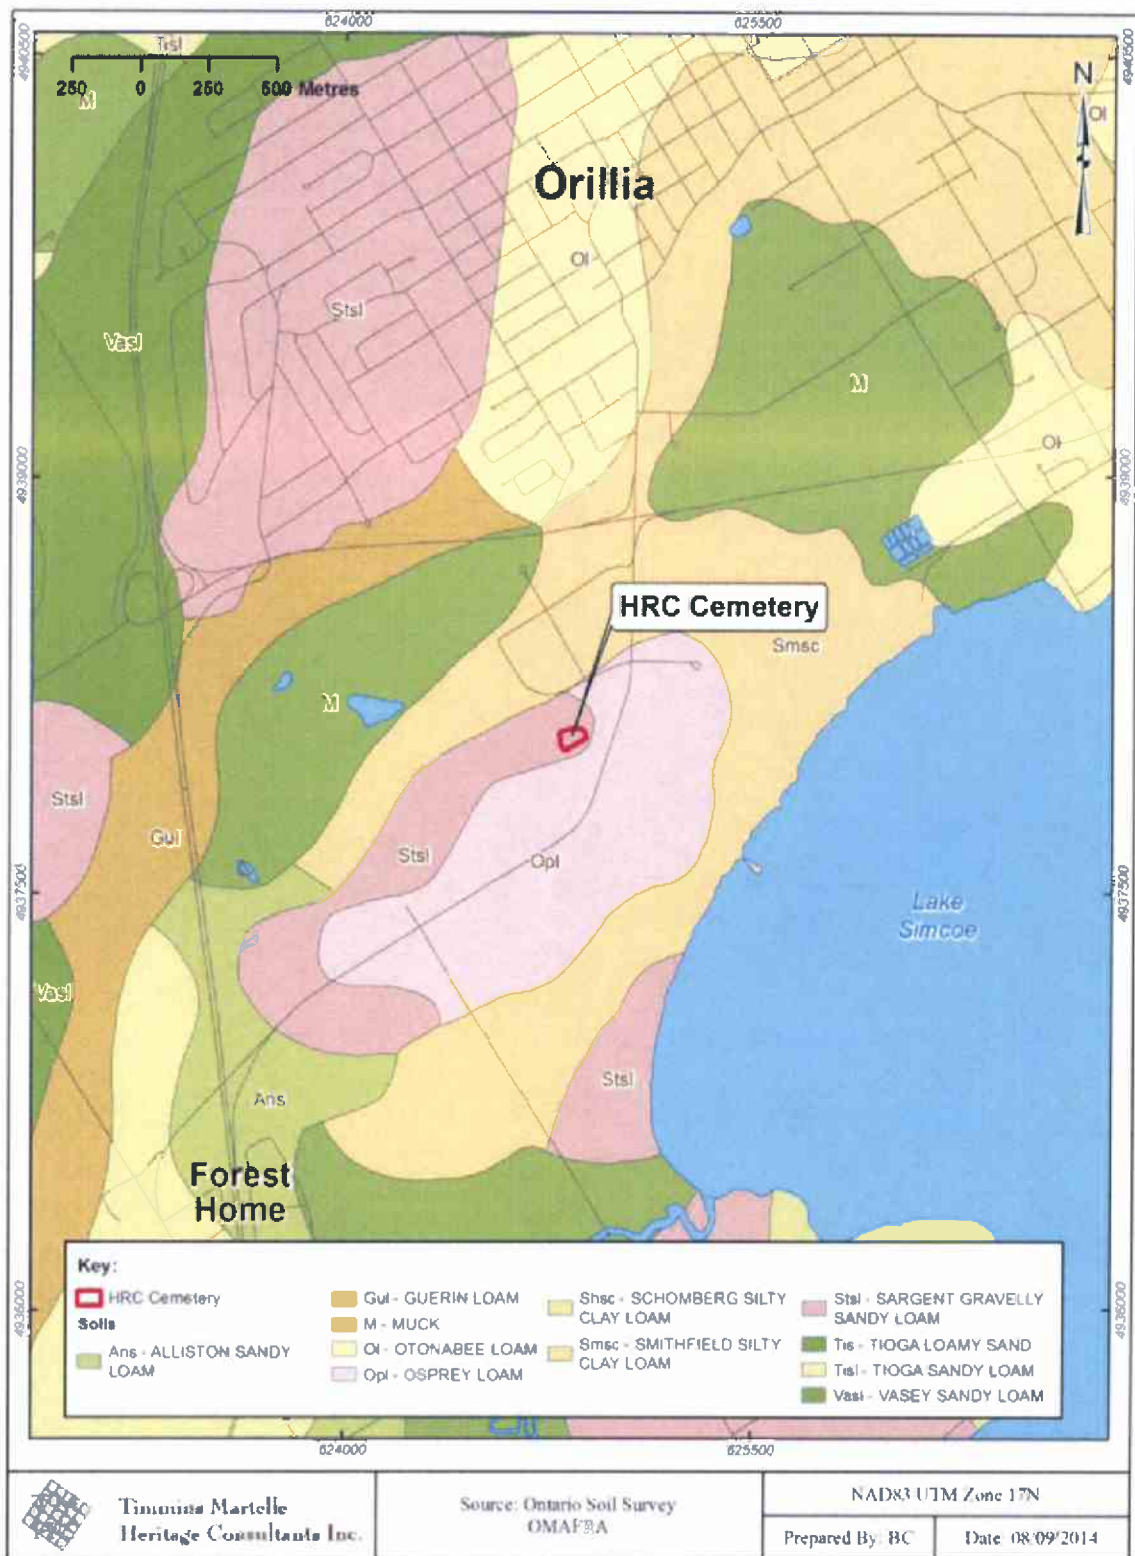 624000
625500
4940500
4940500
Tisl
250 0 250 500 Metres
M
N
Ol
Orillia
Ol
Stsl
Vasl
M
Ol
4939000
4939000
HRC Cemetery
Smsc
M
Stsl
Gul
Stsl
Opl
4937500
4937500
Lake
Simcoe
Vasl
Stsl
Ans
Forest
Home
Key:
HRC Cemetery
Soils
Ans - ALLISTON SANDY
LOAM
Gul - GUERIN LOAM
M - MUCK
Ol - OTONABEE LOAM
Opl - OSPREY LOAM
Shsc - SCHOMBERG SILTY
CLAY LOAM
Smsc - SMITHFIELD SILTY
CLAY LOAM
Stsl - SARGENT GRAVELLY
SANDY LOAM
Tis - TIOGA LOAMY SAND
Tisl - TIOGA SANDY LOAM
Vasl - VASEY SANDY LOAM
4936000
4936000
624000
625500
Timmins Martelle
Heritage Consultants Inc.
Source: Ontario Soil Survey
OMAFRA
NAD83 UTM Zone 17N
Prepared By: BC
Date: 08/09/2014